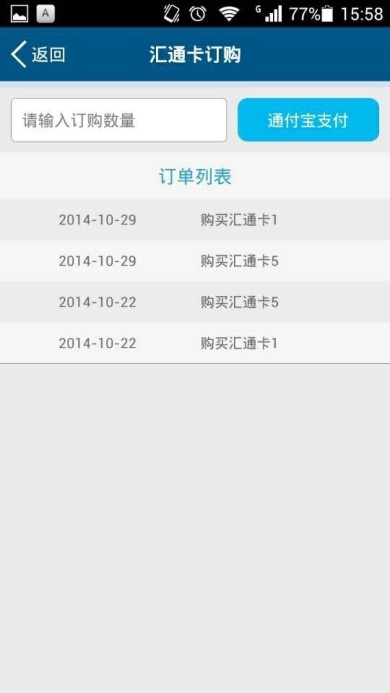 A G 77% 15:58
返回 汇通卡订购
请输入订购数量 通付宝支付
订单列表
2014-10-29 购买汇通卡1
2014-10-29 购买汇通卡5
2014-10-22 购买汇通卡5
2014-10-22 购买汇通卡1